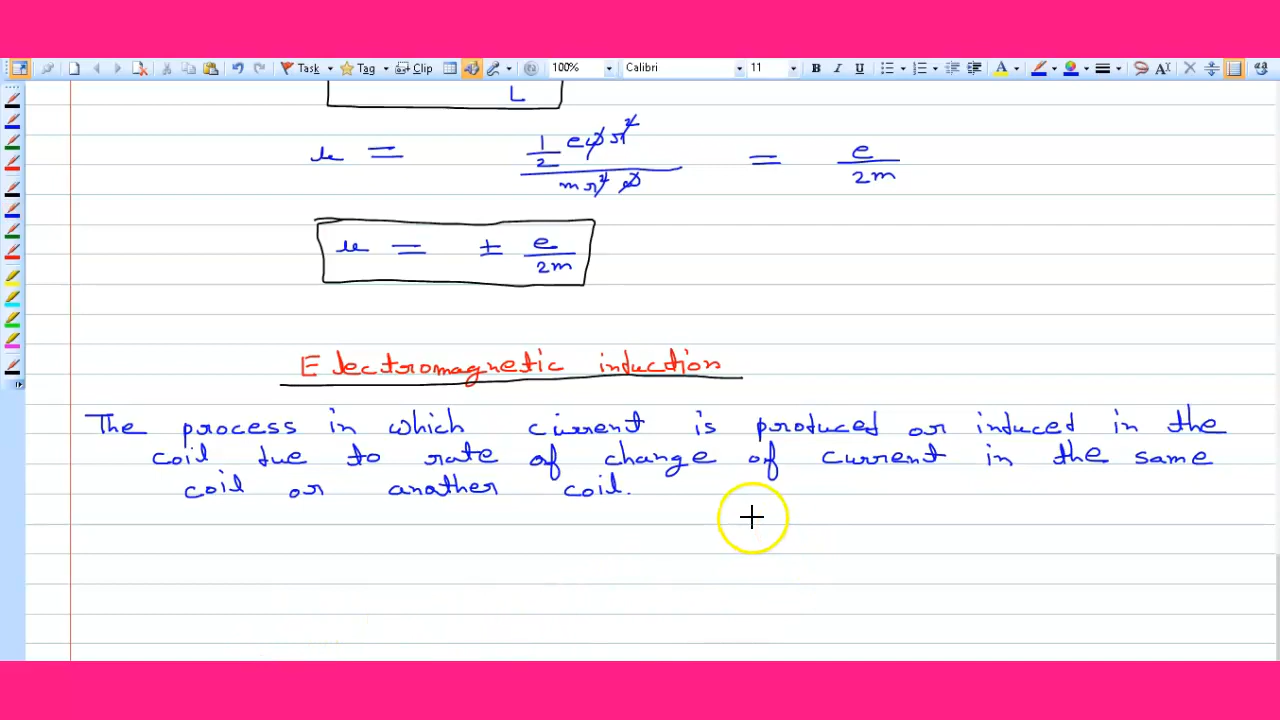 Task Tag Clip 100% Calibri 11 B I U A
L
μ = 1/2 eωr² / mr²ω = e/2m
μ = ± e/2m
Electromagnetic induction
The process in which current is produced or induced in the
coil due to rate of change of current in the same
coil or another coil.